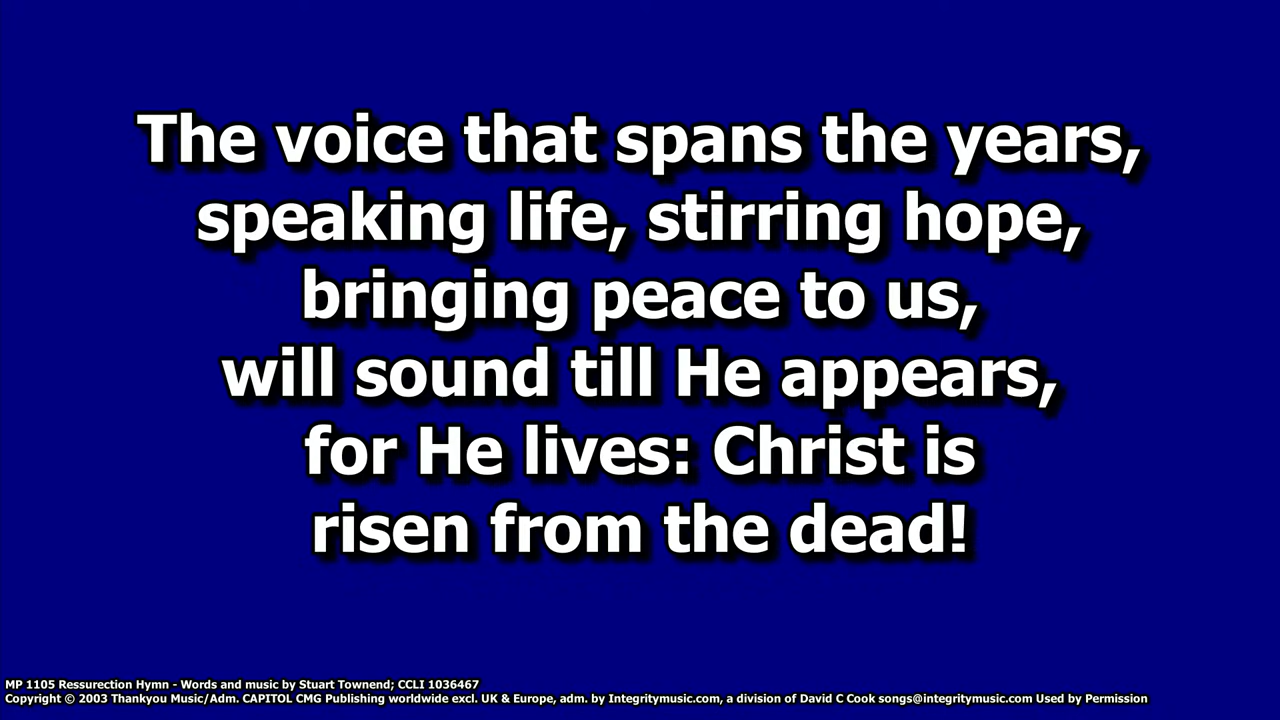 The voice that spans the years,
speaking life, stirring hope,
bringing peace to us,
will sound till He appears,
for He lives: Christ is
risen from the dead!
MP 1105 Ressurection Hymn - Words and music by Stuart Townend; CCLI 1036467
Copyright © 2003 Thankyou Music/Adm. CAPITOL CMG Publishing worldwide excl. UK & Europe, adm. by Integritymusic.com, a division of David C Cook songs@integritymusic.com Used by Permission